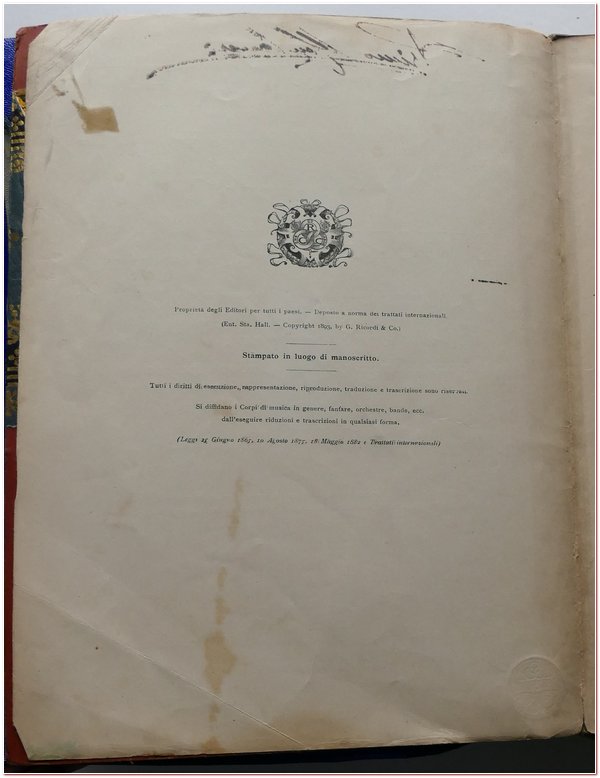 Proprietà degli Editori per tutti i paesi. — Deposto a norma dei trattati internazionali.
(Ent. Sta. Hall. — Copyright 1893, by G. Ricordi & Co.)
Stampato in luogo di manoscritto.
Tutti i diritti di esecuzione, rappresentazione, riproduzione, traduzione e trascrizione sono riservati.
Si diffidano i Corpi di musica in genere, fanfare, orchestre, bande, ecc.
dall'eseguire riduzioni e trascrizioni in qualsiasi forma,
(Leggi 25 Giugno 1865, 10 Agosto 1875, 18 Maggio 1882 e Trattati internazionali)